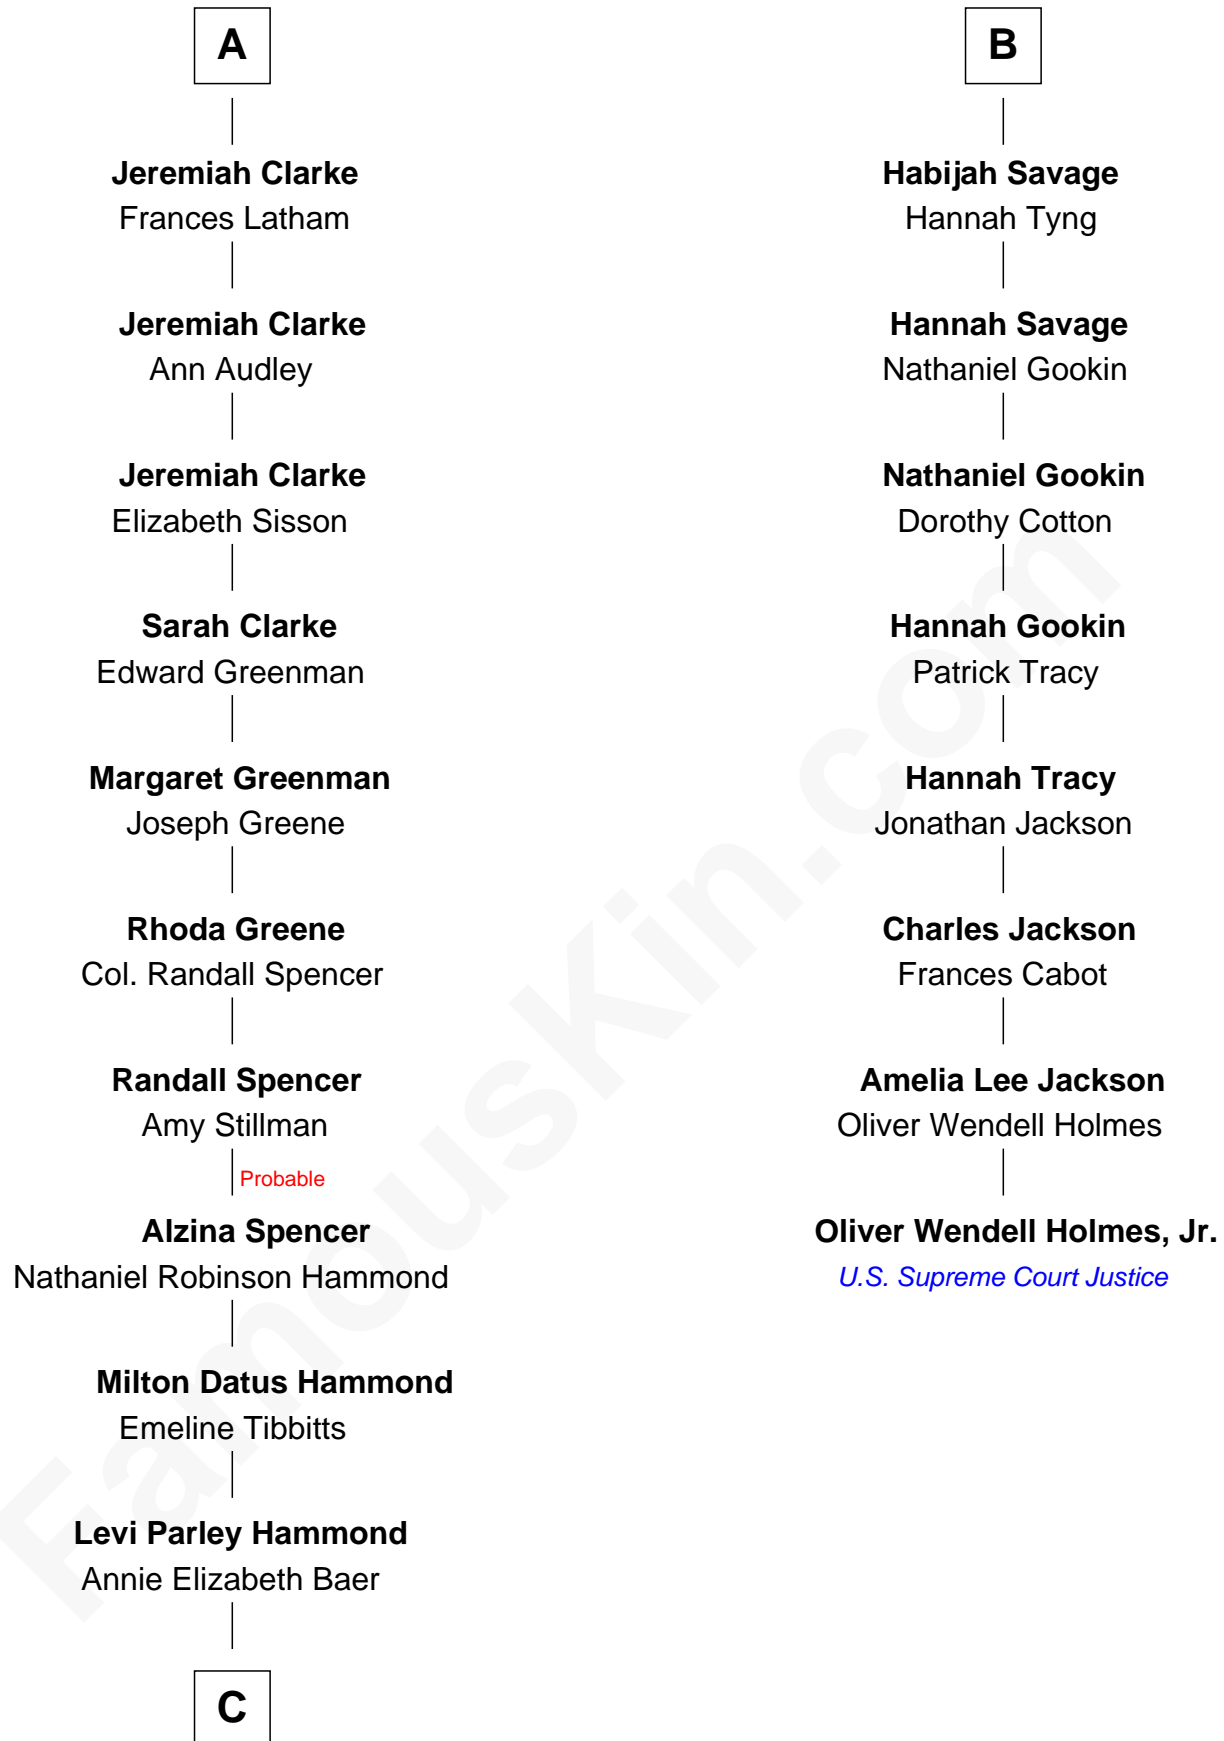 A
Jeremiah Clarke
Frances Latham
Jeremiah Clarke
Ann Audley
Jeremiah Clarke
Elizabeth Sisson
Sarah Clarke
Edward Greenman
Margaret Greenman
Joseph Greene
Rhoda Greene
Col. Randall Spencer
Randall Spencer
Amy Stillman
Probable
Alzina Spencer
Nathaniel Robinson Hammond
Milton Datus Hammond
Emeline Tibbitts
Levi Parley Hammond
Annie Elizabeth Baer
C
B
Habijah Savage
Hannah Tyng
Hannah Savage
Nathaniel Gookin
Nathaniel Gookin
Dorothy Cotton
Hannah Gookin
Patrick Tracy
Hannah Tracy
Jonathan Jackson
Charles Jackson
Frances Cabot
Amelia Lee Jackson
Oliver Wendell Holmes
Oliver Wendell Holmes, Jr.
U.S. Supreme Court Justice
FamousKin.com